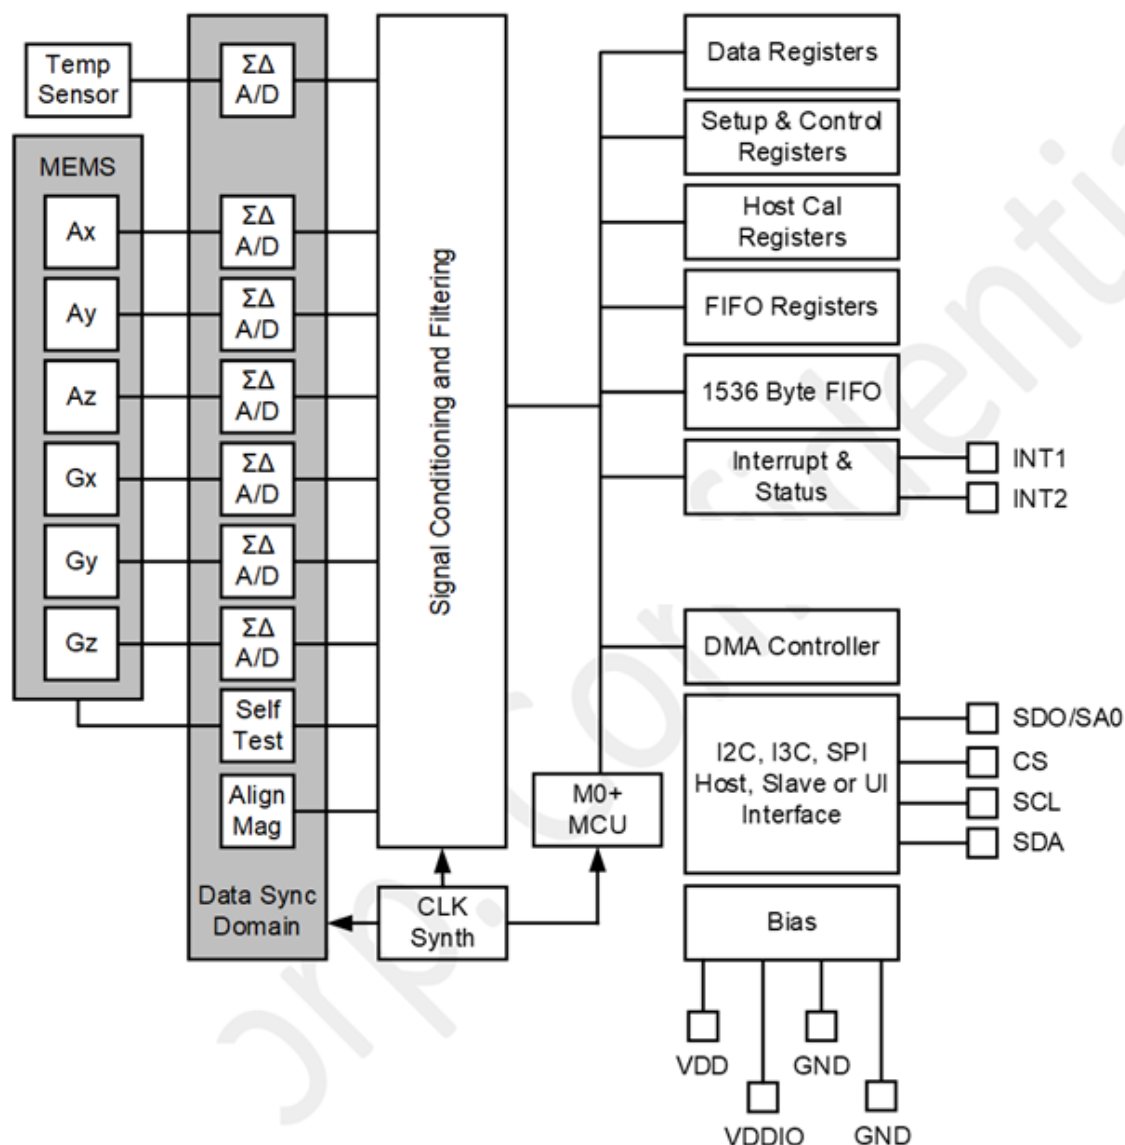 Temp
Sensor
ΣΔ
A/D
MEMS
Ax
ΣΔ
A/D
Ay
ΣΔ
A/D
Az
ΣΔ
A/D
Gx
ΣΔ
A/D
Gy
ΣΔ
A/D
Gz
ΣΔ
A/D
Self
Test
Align
Mag
Data Sync
Domain
Signal Conditioning and Filtering
CLK
Synth
M0+
MCU
Data Registers
Setup & Control
Registers
Host Cal
Registers
FIFO Registers
1536 Byte FIFO
Interrupt &
Status
INT1
INT2
DMA Controller
I2C, I3C, SPI
Host, Slave or UI
Interface
SDO/SA0
CS
SCL
SDA
Bias
VDD
GND
VDDIO
GND
orp. Confidentia